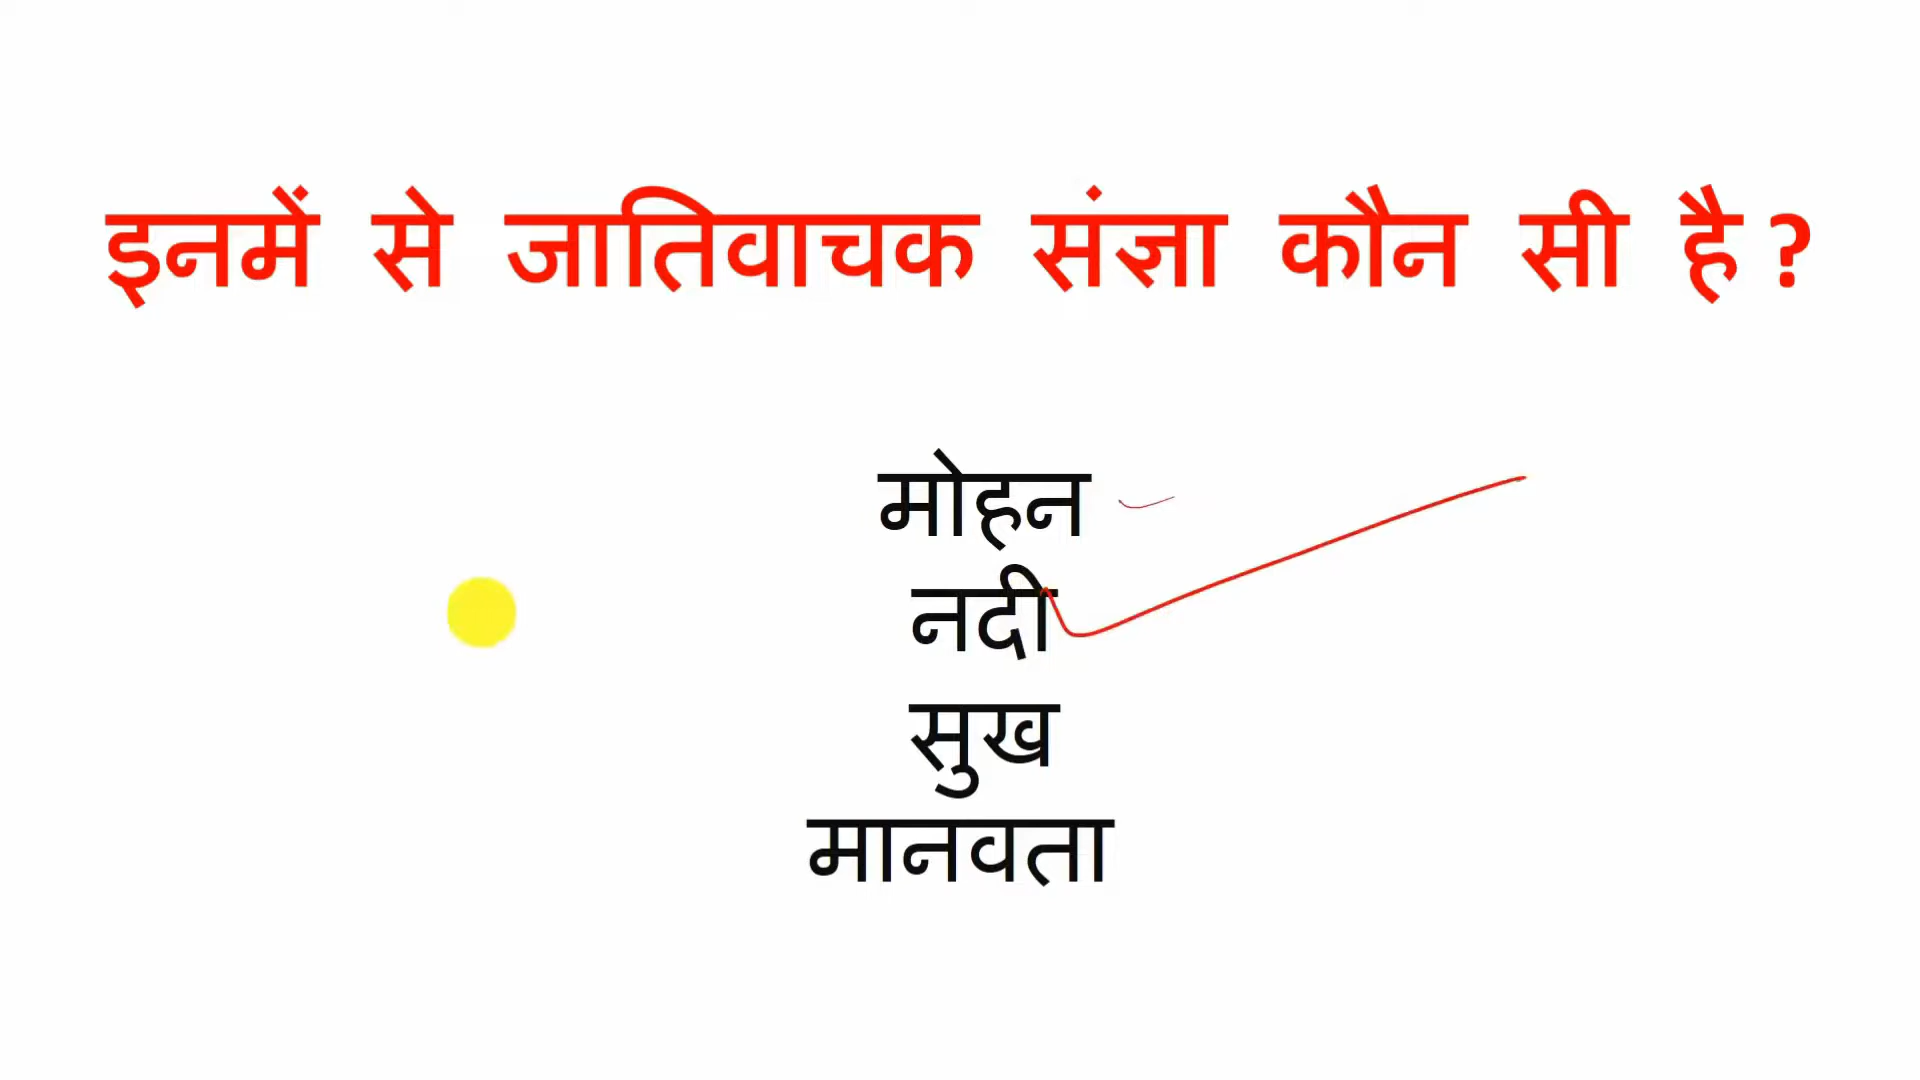 इनमें से जातिवाचक संज्ञा कौन सी है ?
मोहन
नदी
सुख
मानवता